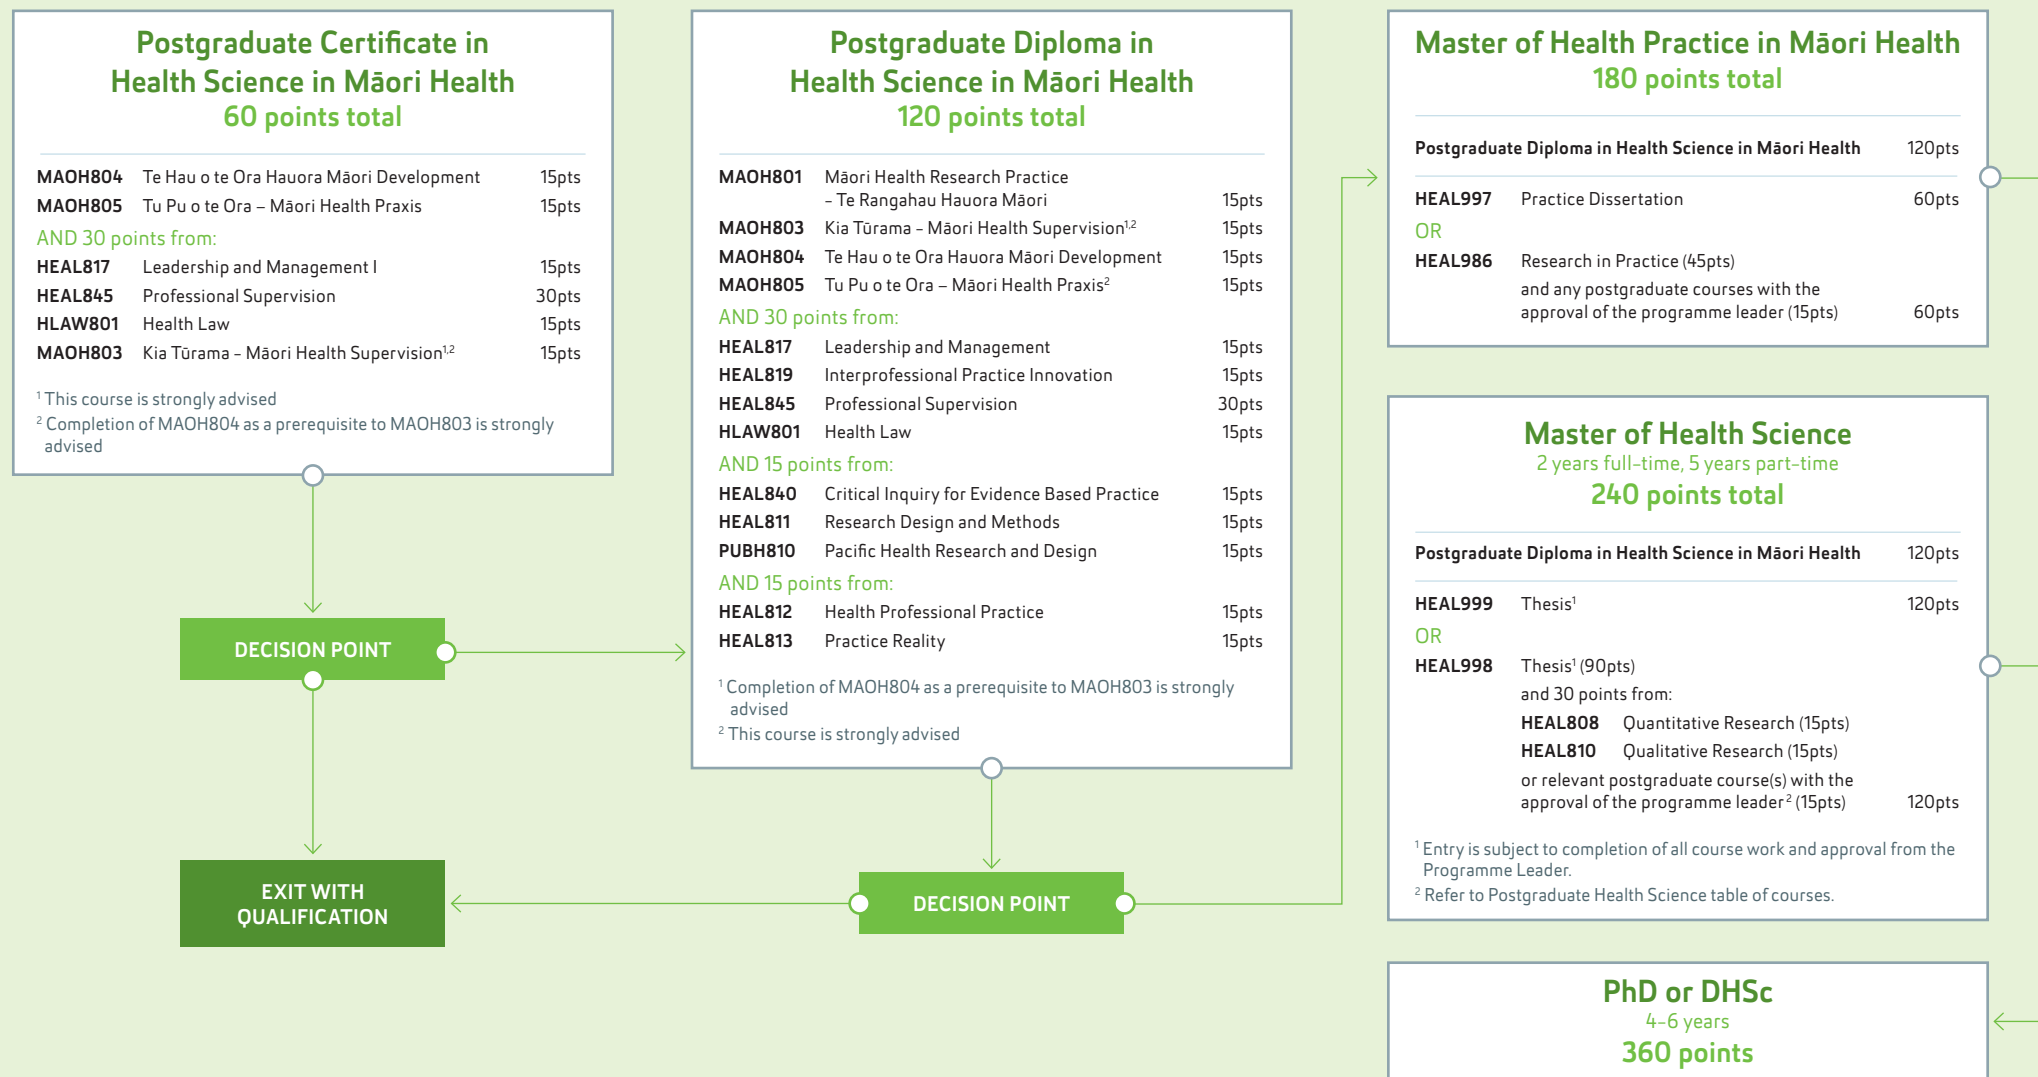 Postgraduate Certificate in
Health Science in Māori Health
60 points total
MAOH804 Te Hau o te Ora Hauora Māori Development 15pts
MAOH805 Tu Pu o te Ora – Māori Health Praxis 15pts
AND 30 points from:
HEAL817 Leadership and Management I 15pts
HEAL845 Professional Supervision 30pts
HLAW801 Health Law 15pts
MAOH803 Kia Tūrama - Māori Health Supervision1,2 15pts
1 This course is strongly advised
2 Completion of MAOH804 as a prerequisite to MAOH803 is strongly
advised
DECISION POINT
EXIT WITH
QUALIFICATION
Postgraduate Diploma in
Health Science in Māori Health
120 points total
MAOH801 Māori Health Research Practice
- Te Rangahau Hauora Māori 15pts
MAOH803 Kia Tūrama - Māori Health Supervision1,2 15pts
MAOH804 Te Hau o te Ora Hauora Māori Development 15pts
MAOH805 Tu Pu o te Ora – Māori Health Praxis2 15pts
AND 30 points from:
HEAL817 Leadership and Management 15pts
HEAL819 Interprofessional Practice Innovation 15pts
HEAL845 Professional Supervision 30pts
HLAW801 Health Law 15pts
AND 15 points from:
HEAL840 Critical Inquiry for Evidence Based Practice 15pts
HEAL811 Research Design and Methods 15pts
PUBH810 Pacific Health Research and Design 15pts
AND 15 points from:
HEAL812 Health Professional Practice 15pts
HEAL813 Practice Reality 15pts
1 Completion of MAOH804 as a prerequisite to MAOH803 is strongly
advised
2 This course is strongly advised
DECISION POINT
Master of Health Practice in Māori Health
180 points total
Postgraduate Diploma in Health Science in Māori Health 120pts
HEAL997 Practice Dissertation 60pts
OR
HEAL986 Research in Practice (45pts)
and any postgraduate courses with the
approval of the programme leader (15pts) 60pts
Master of Health Science
2 years full-time, 5 years part-time
240 points total
Postgraduate Diploma in Health Science in Māori Health 120pts
HEAL999 Thesis1 120pts
OR
HEAL998 Thesis1 (90pts)
and 30 points from:
HEAL808 Quantitative Research (15pts)
HEAL810 Qualitative Research (15pts)
or relevant postgraduate course(s) with the
approval of the programme leader2 (15pts) 120pts
1 Entry is subject to completion of all course work and approval from the
Programme Leader.
2 Refer to Postgraduate Health Science table of courses.
PhD or DHSc
4-6 years
360 points